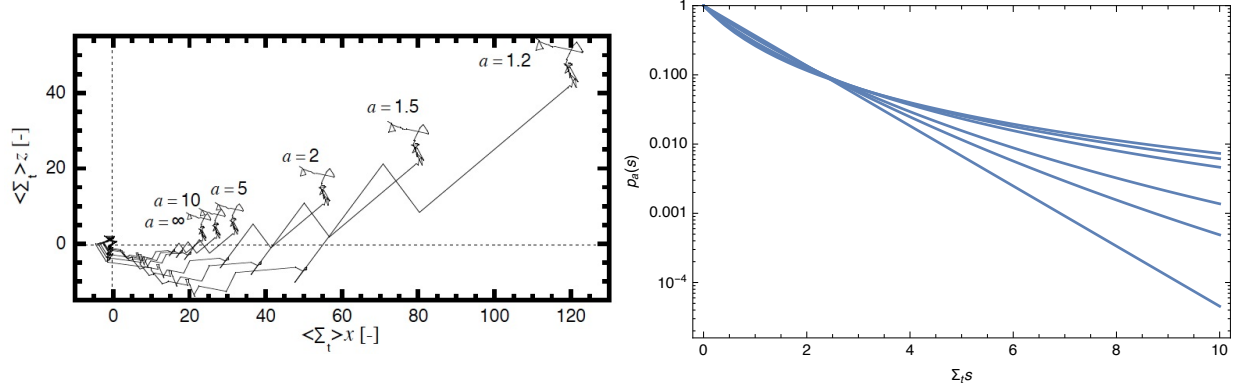 a = 1.2
a = 1.5
a = 2
a = 5
a = 10
a = ∞
40
20
0
<Σt>z [-]
0 20 40 60 80 100 120
<Σt>x [-]
1
0.100
0.010
0.001
10⁻⁴
pa(s)
0 2 4 6 8 10
Σt s